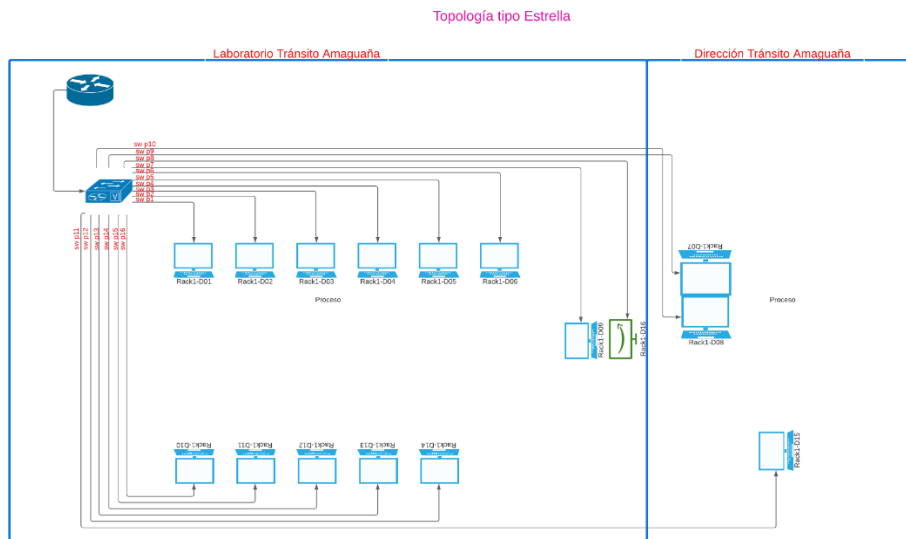 Topología tipo Estrella
Laboratorio Tránsito Amaguaña
Dirección Tránsito Amaguaña
sw p10
sw p9
sw p8
sw p7
sw p6
sw p5
sw p4
sw p3
sw p2
sw p1
sw p11
sw p12
sw p13
sw p14
sw p15
sw p16
Rack1-D01
Rack1-D02
Rack1-D03
Rack1-D04
Rack1-D05
Rack1-D06
Rack1-D07
Proceso
Proceso
Rack1-D09
Rack1-D16
Rack1-D08
Rack1-D10
Rack1-D11
Rack1-D12
Rack1-D13
Rack1-D14
Rack1-D15